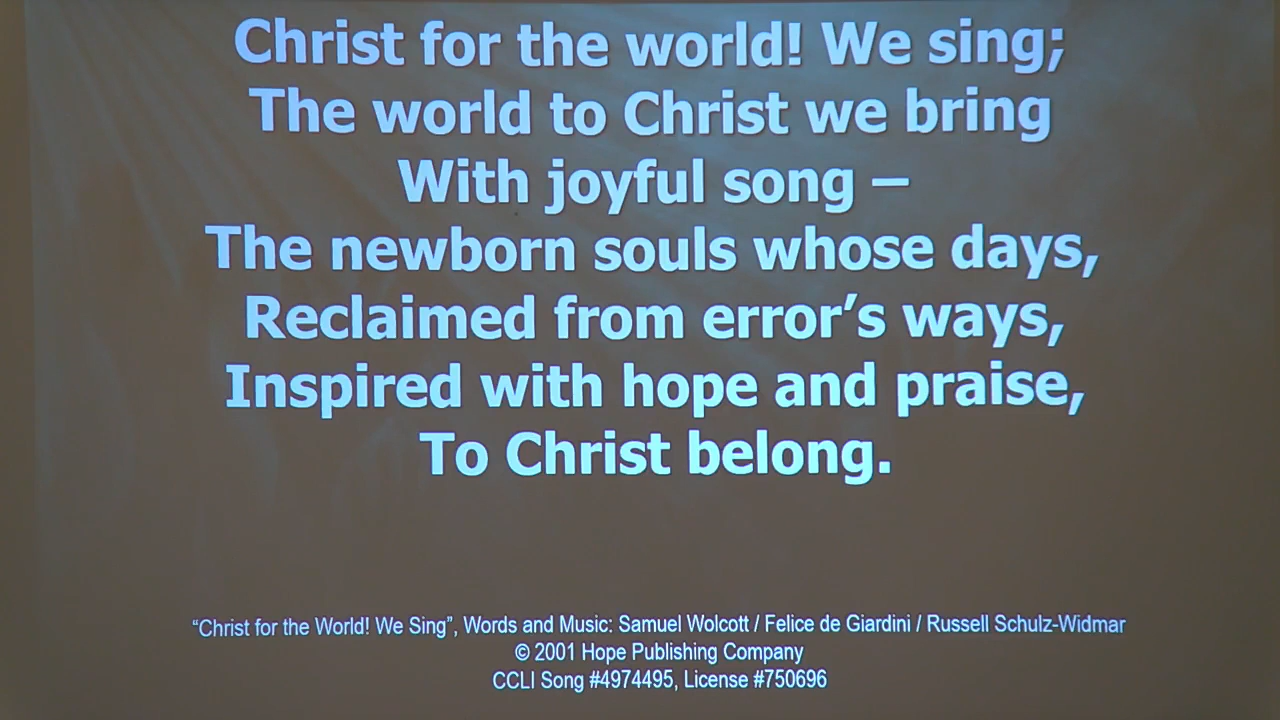 Christ for the world! We sing;
The world to Christ we bring
With joyful song –
The newborn souls whose days,
Reclaimed from error’s ways,
Inspired with hope and praise,
To Christ belong.
“Christ for the World! We Sing”, Words and Music: Samuel Wolcott / Felice de Giardini / Russell Schulz-Widmar
© 2001 Hope Publishing Company
CCLI Song #4974495, License #750696